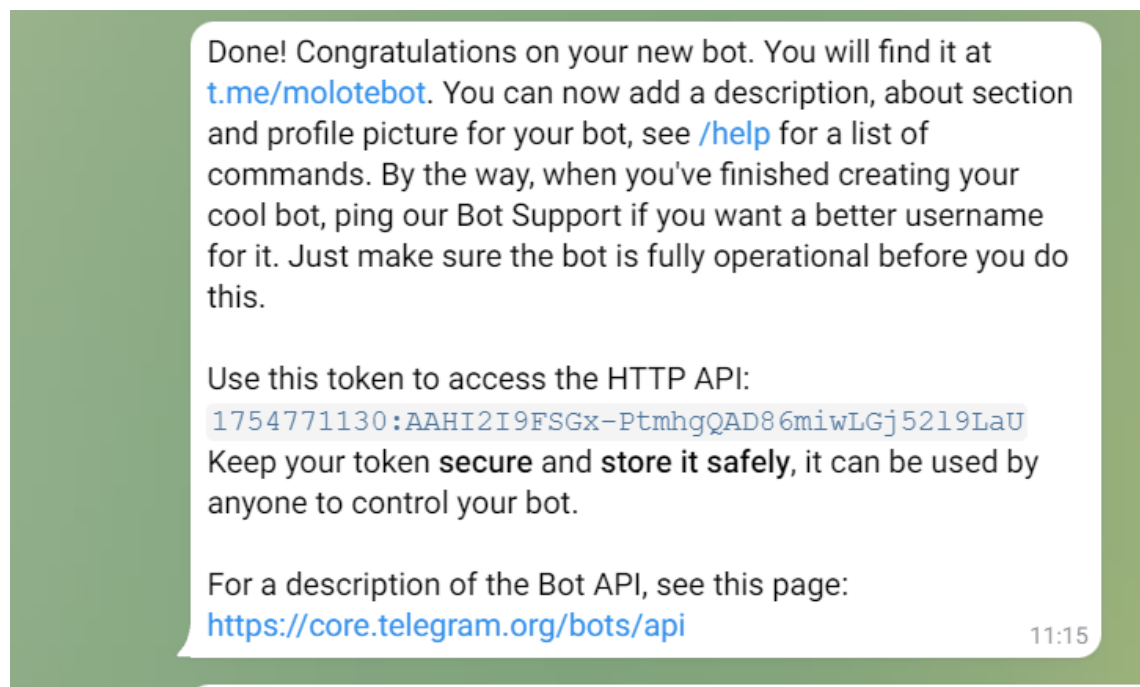 Done! Congratulations on your new bot. You will find it at
t.me/molotebot. You can now add a description, about section
and profile picture for your bot, see /help for a list of
commands. By the way, when you've finished creating your
cool bot, ping our Bot Support if you want a better username
for it. Just make sure the bot is fully operational before you do
this.
Use this token to access the HTTP API:
1754771130:AAHI2I9FSGx-PtmhgQAD86miwLGj52l9LaU
Keep your token secure and store it safely, it can be used by
anyone to control your bot.
For a description of the Bot API, see this page:
https://core.telegram.org/bots/api
11:15